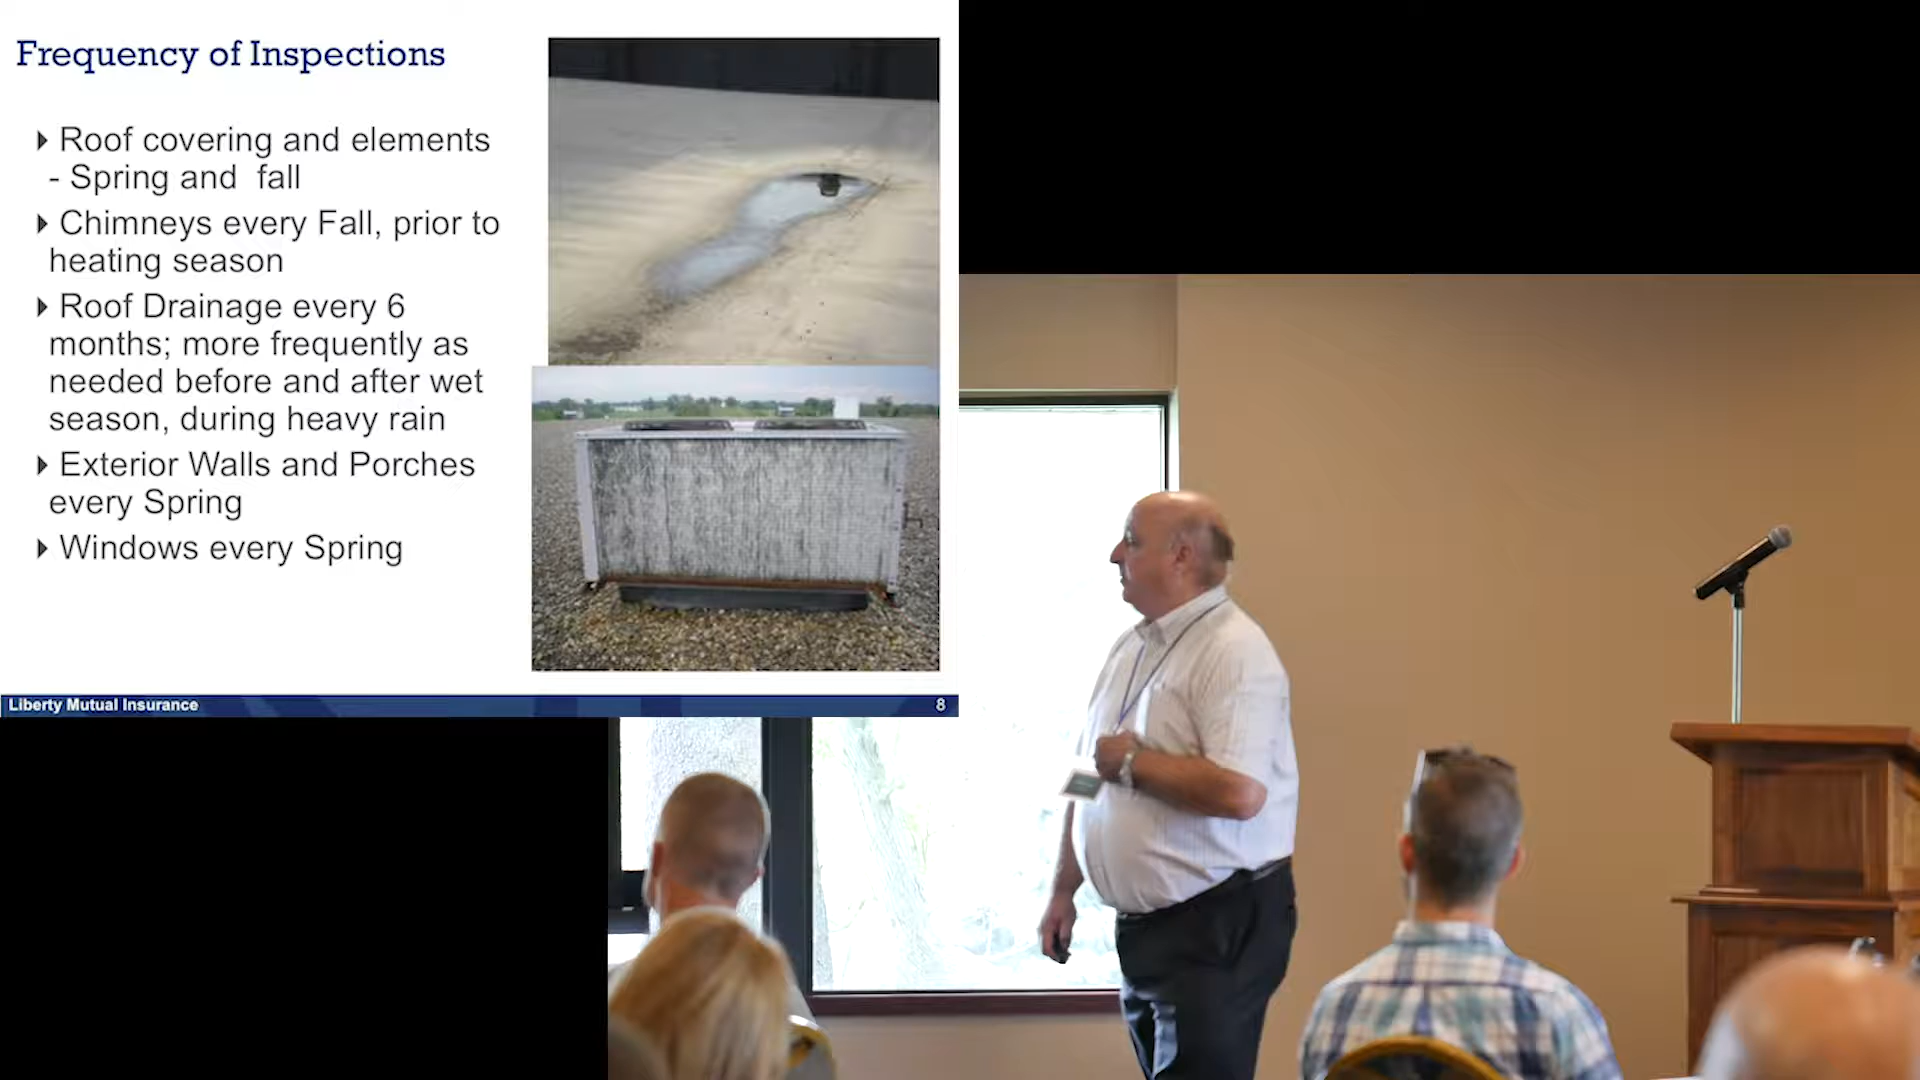 Frequency of Inspections
Roof covering and elements
- Spring and fall
Chimneys every Fall, prior to
heating season
Roof Drainage every 6
months; more frequently as
needed before and after wet
season, during heavy rain
Exterior Walls and Porches
every Spring
Windows every Spring
Liberty Mutual Insurance
8